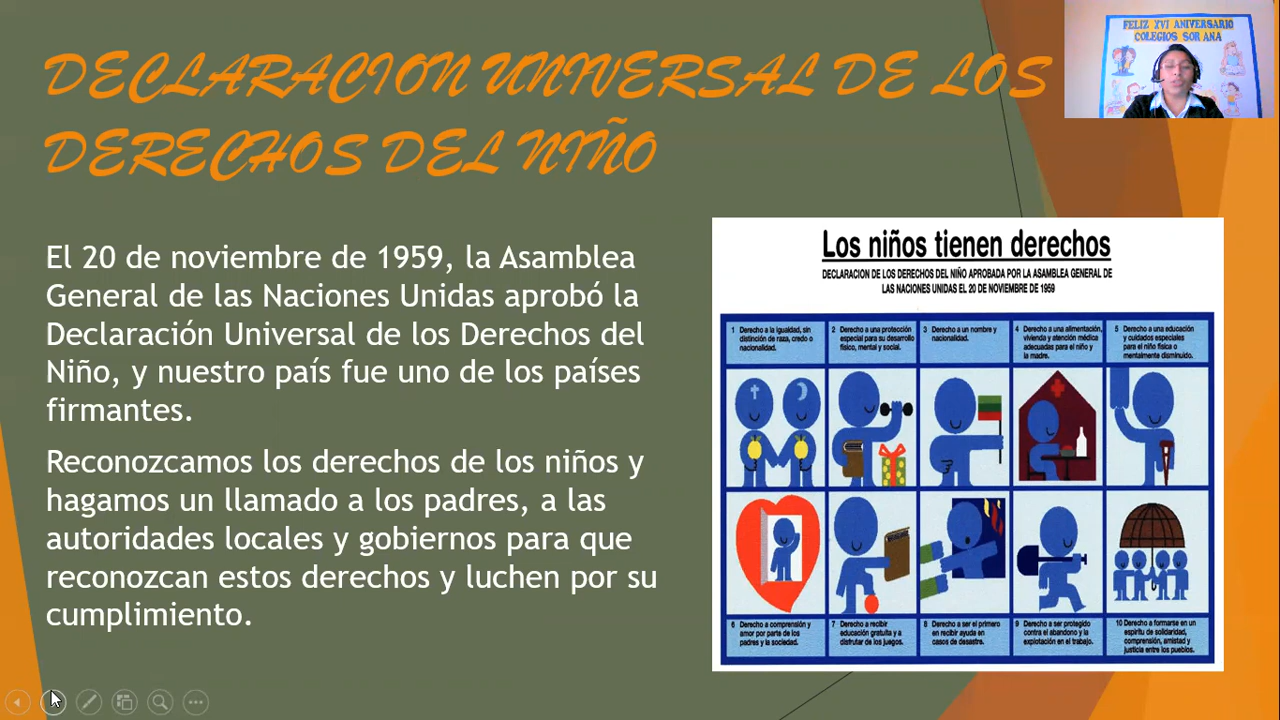 DECLARACION UNIVERSAL DE LOS
DERECHOS DEL NIÑO
FELIZ XVI ANIVERSARIO
COLEGIOS SOR ANA
El 20 de noviembre de 1959, la Asamblea
General de las Naciones Unidas aprobó la
Declaración Universal de los Derechos del
Niño, y nuestro país fue uno de los países
firmantes.
Reconozcamos los derechos de los niños y
hagamos un llamado a los padres, a las
autoridades locales y gobiernos para que
reconozcan estos derechos y luchen por su
cumplimiento.
Los niños tienen derechos
DECLARACION DE LOS DERECHOS DEL NIÑO APROBADA POR LA ASAMBLEA GENERAL DE
LAS NACIONES UNIDAS EL 20 DE NOVIEMBRE DE 1959
1 Derecho a la igualdad, sin
distinción de raza, credo o
nacionalidad.
2 Derecho a una protección
especial para su desarrollo
físico, mental y social.
3 Derecho a un nombre y
nacionalidad.
4 Derecho a una alimentación,
vivienda y atención médica
adecuadas para el niño y
la madre.
5 Derecho a una educación
y cuidados especiales
para el niño física o
mentalmente disminuido.
6 Derecho a comprensión y
amor por parte de los
padres y la sociedad.
7 Derecho a recibir
educación gratuita y a
disfrutar de los juegos.
8 Derecho a ser el primero
en recibir ayuda en
casos de desastre.
9 Derecho a ser protegido
contra el abandono y la
explotación en el trabajo.
10 Derecho a formarse en un
espíritu de solidaridad,
comprensión, amistad y
justicia entre los pueblos.